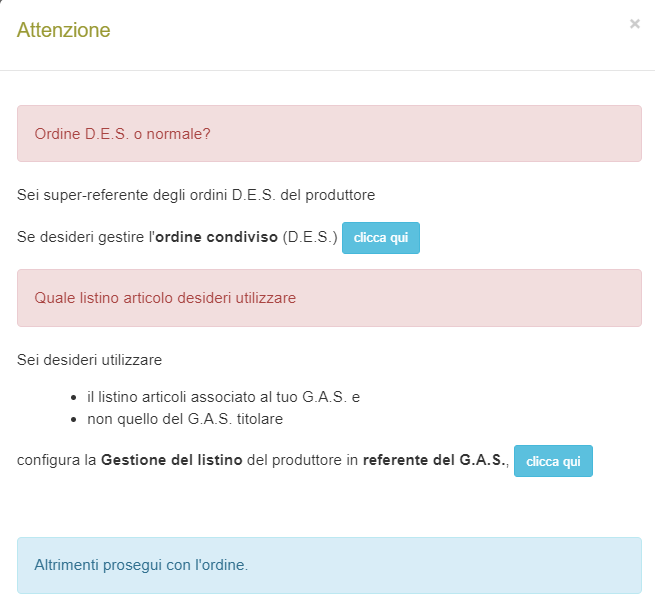 Attenzione
×
Ordine D.E.S. o normale?
Sei super-referente degli ordini D.E.S. del produttore
Se desideri gestire l'ordine condiviso (D.E.S.) clicca qui
Quale listino articolo desideri utilizzare
Sei desideri utilizzare
• il listino articoli associato al tuo G.A.S. e
• non quello del G.A.S. titolare
configura la Gestione del listino del produttore in referente del G.A.S., clicca qui
Altrimenti prosegui con l'ordine.